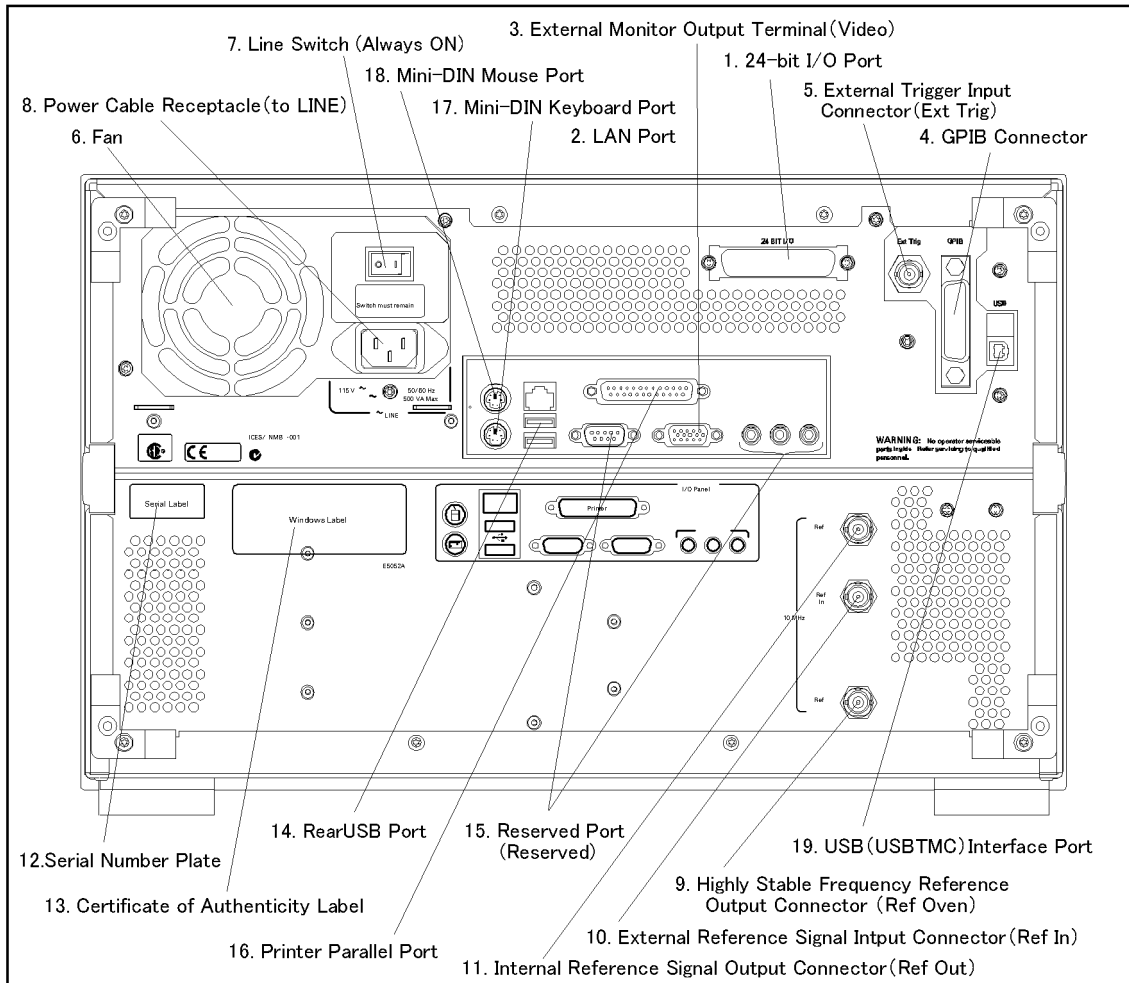 3. External Monitor Output Terminal(Video)
7. Line Switch (Always ON)
1. 24-bit I/O Port
18. Mini-DIN Mouse Port
5. External Trigger Input
Connector(Ext Trig)
8. Power Cable Receptacle(to LINE)
17. Mini-DIN Keyboard Port
6. Fan
2. LAN Port
4. GPIB Connector
24 BIT I/O
Ext Trig
GPIB
USB
Switch must remain
115 V ~
~
50/60 Hz
500 VA Max
~ LINE
ICES/ NMB -001
CE
WARNING: No operator serviceable
parts inside. Refer servicing to qualified
personnel.
Serial Label
Windows Label
E5052A
Printer
I/O Panel
Ref
Ref
In
10 MHz
Ref
14. RearUSB Port
15. Reserved Port
(Reserved)
12.Serial Number Plate
19. USB(USBTMC)Interface Port
13. Certificate of Authenticity Label
9. Highly Stable Frequency Reference
Output Connector (Ref Oven)
16. Printer Parallel Port
10. External Reference Signal Intput Connector(Ref In)
11. Internal Reference Signal Output Connector(Ref Out)